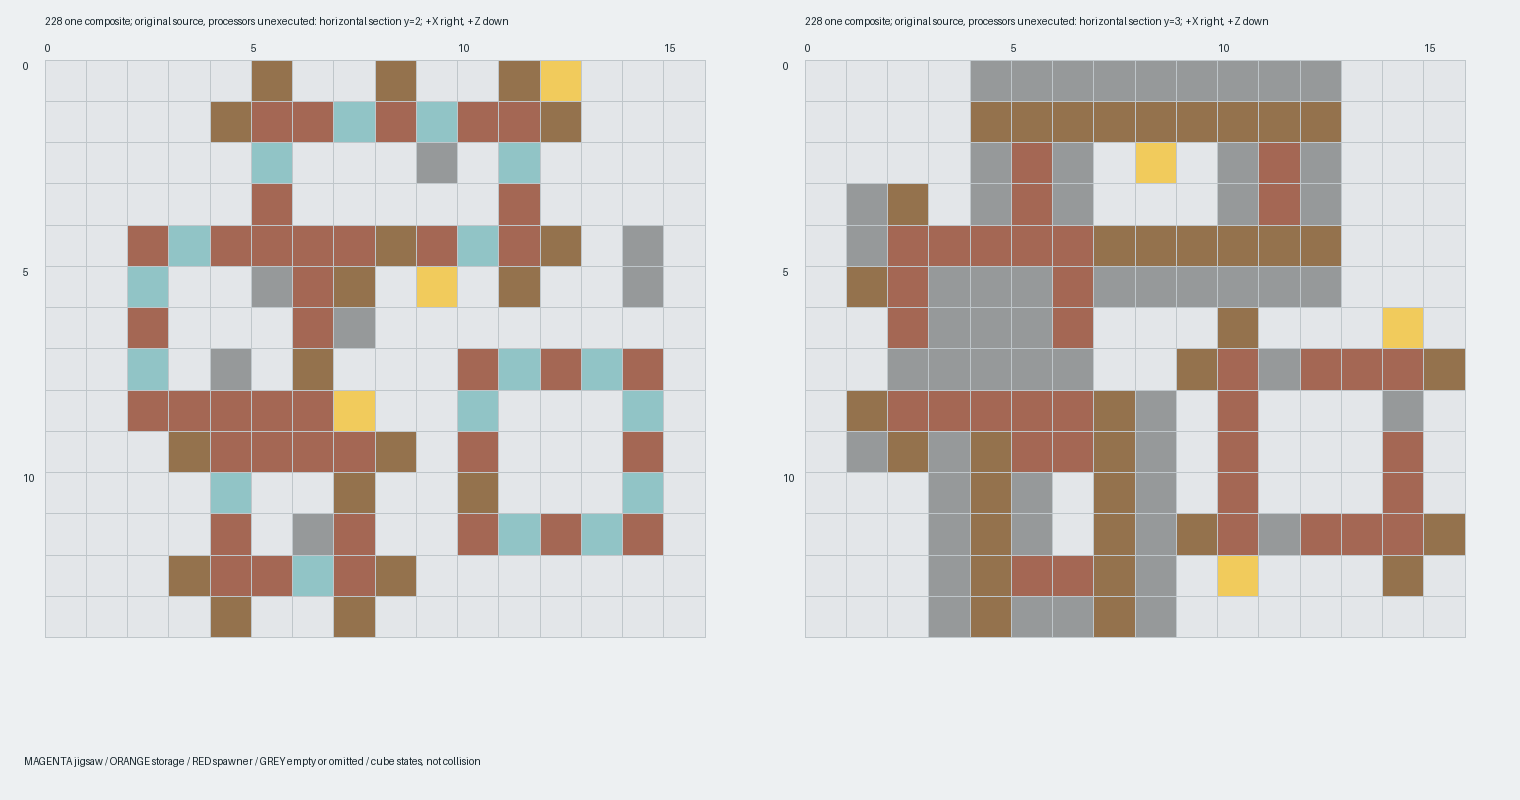 228 one composite; original source, processors unexecuted: horizontal section y=2; +X right, +Z down
0 5 10 15
0
5
10
228 one composite; original source, processors unexecuted: horizontal section y=3; +X right, +Z down
0 5 10 15
0
5
10
MAGENTA jigsaw / ORANGE storage / RED spawner / GREY empty or omitted / cube states, not collision